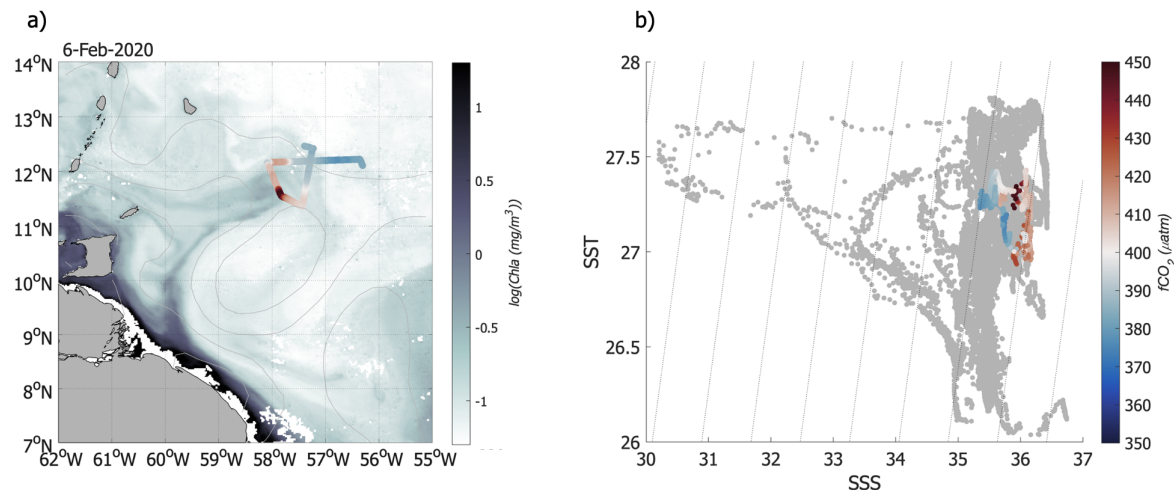 a)
6-Feb-2020
14°N
13°N
12°N
11°N
10°N
9°N
8°N
7°N
62°W 61°W 60°W 59°W 58°W 57°W 56°W 55°W
1
0.5
0
-0.5
-1
log(Chla (mg/m³))
b)
28
27.5
27
26.5
26
SST
30 31 32 33 34 35 36 37
SSS
450
440
430
420
410
400
390
380
370
360
350
fCO₂ (μatm)